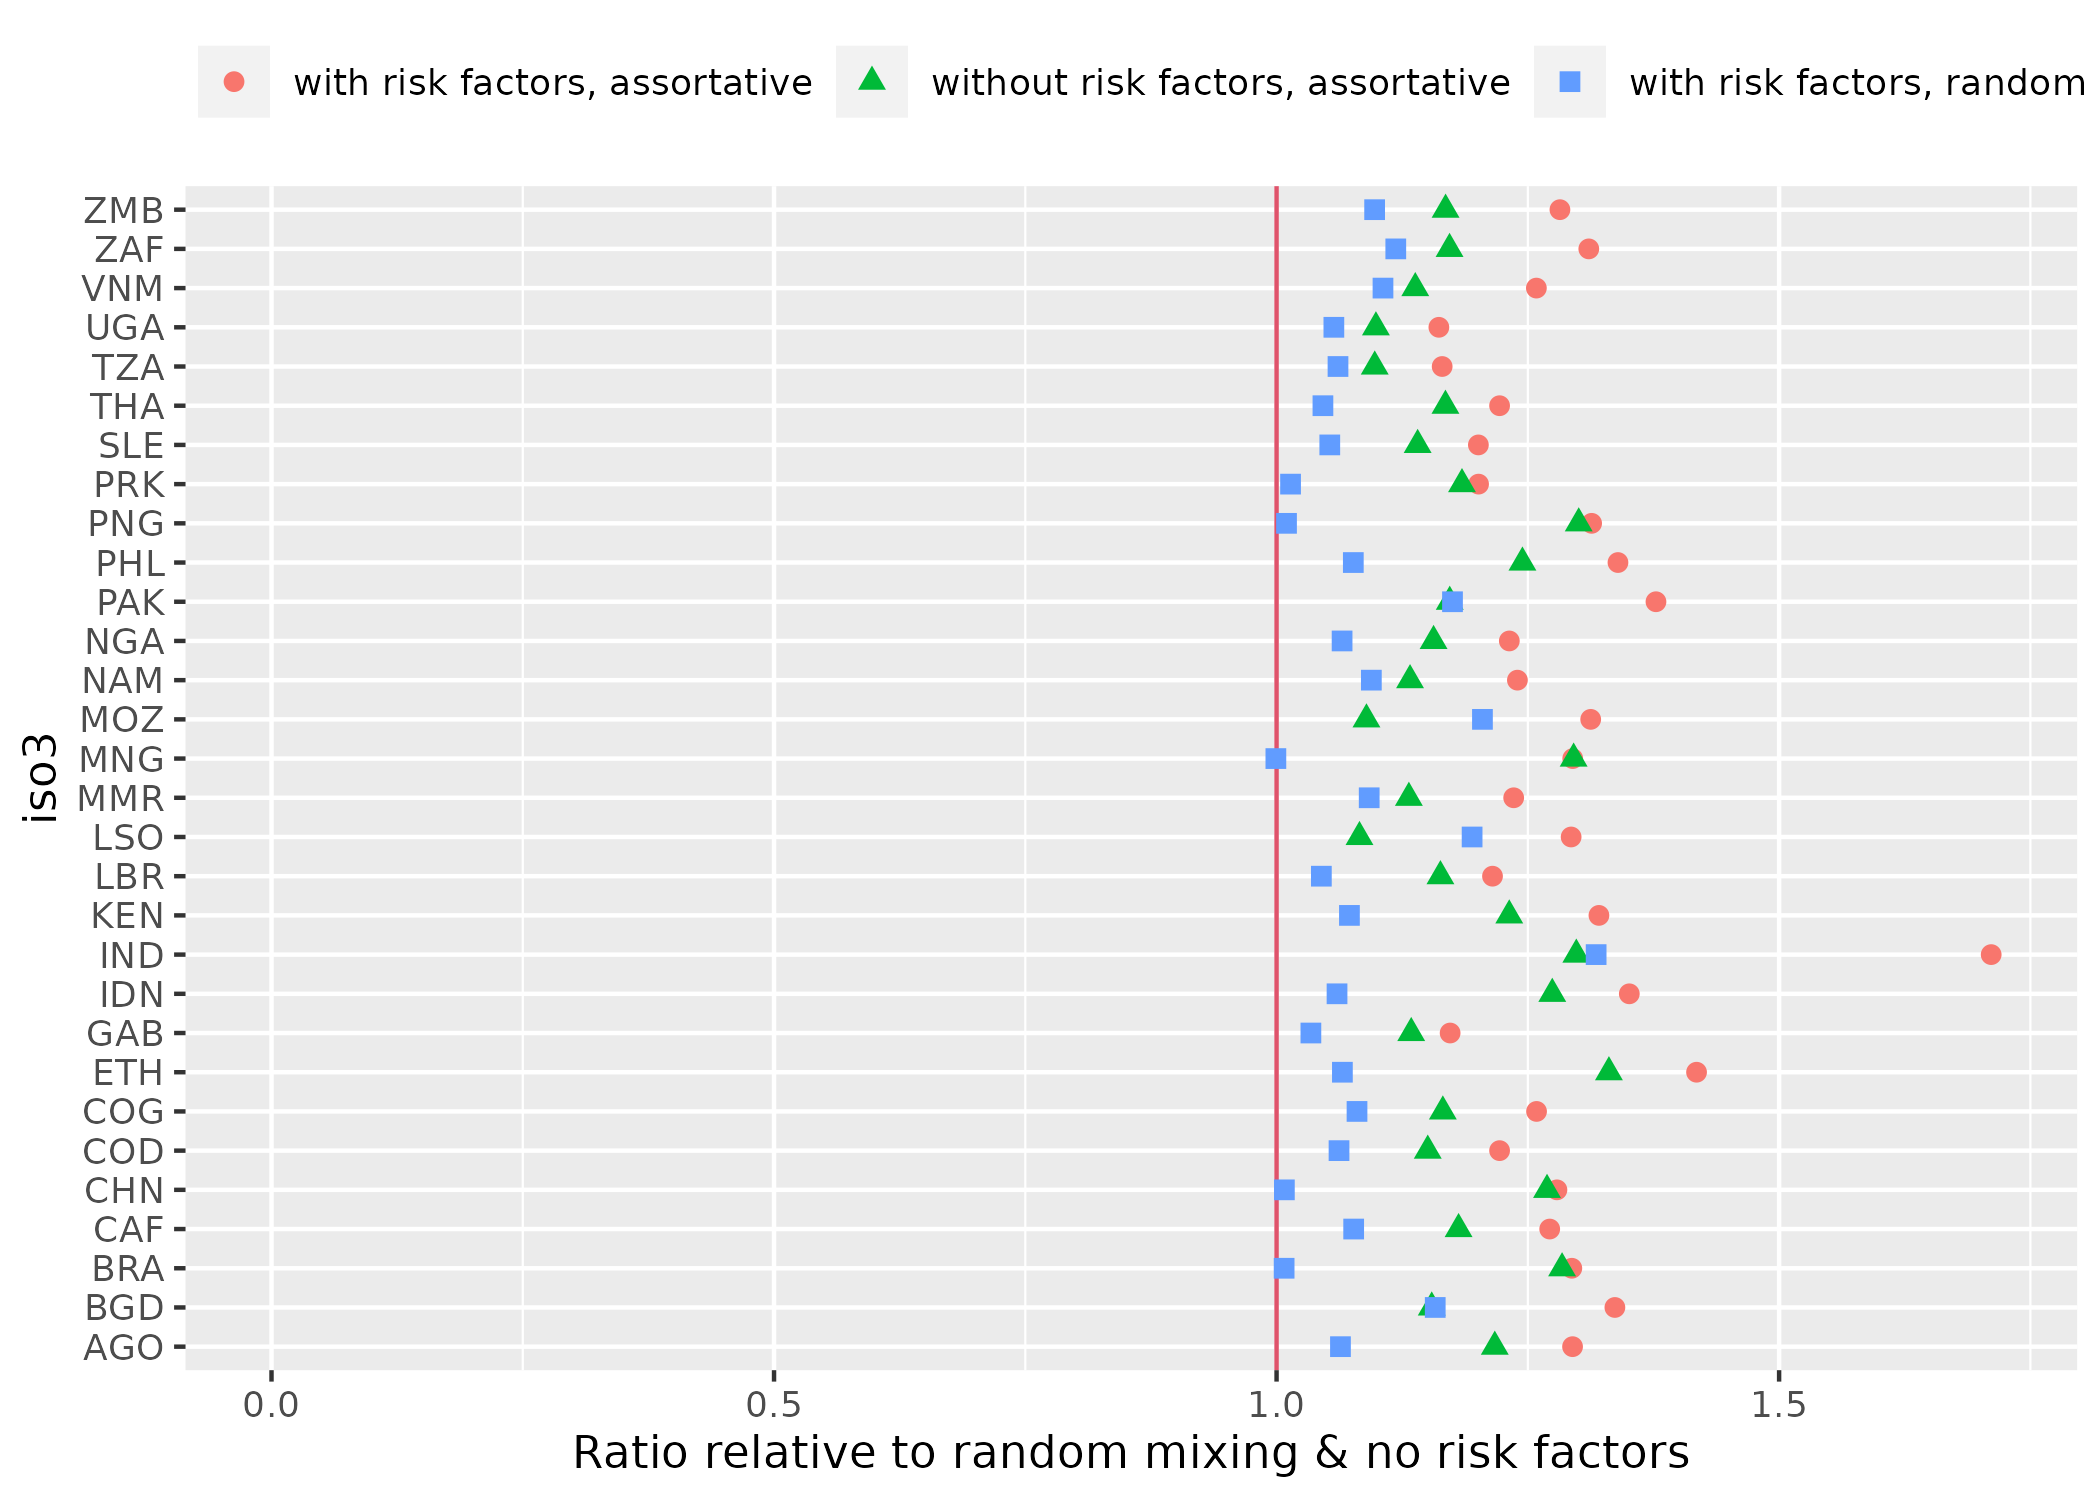 with risk factors, assortative without risk factors, assortative with risk factors, random
ZMB
ZAF
VNM
UGA
TZA
THA
SLE
PRK
PNG
PHL
PAK
NGA
NAM
MOZ
MNG
MMR
LSO
LBR
KEN
IND
IDN
GAB
ETH
COG
COD
CHN
CAF
BRA
BGD
AGO
iso3
0.0 0.5 1.0 1.5
Ratio relative to random mixing & no risk factors